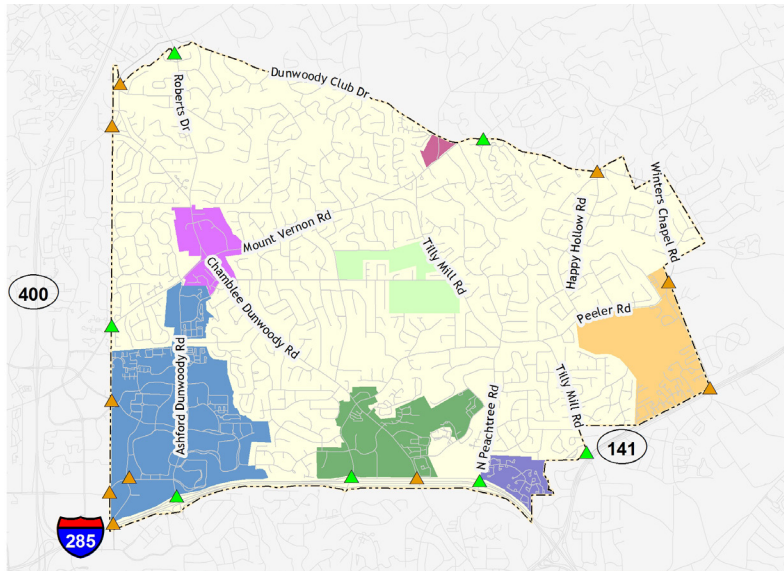 Dunwoody Club Dr
Roberts Dr
Winters Chapel Rd
Mount Vernon Rd
Happy Hollow Rd
Tilly Mill Rd
Chamblee Dunwoody Rd
400
Peeler Rd
Ashford Dunwoody Rd
Tilly Mill Rd
N Peachtree Rd
141
285